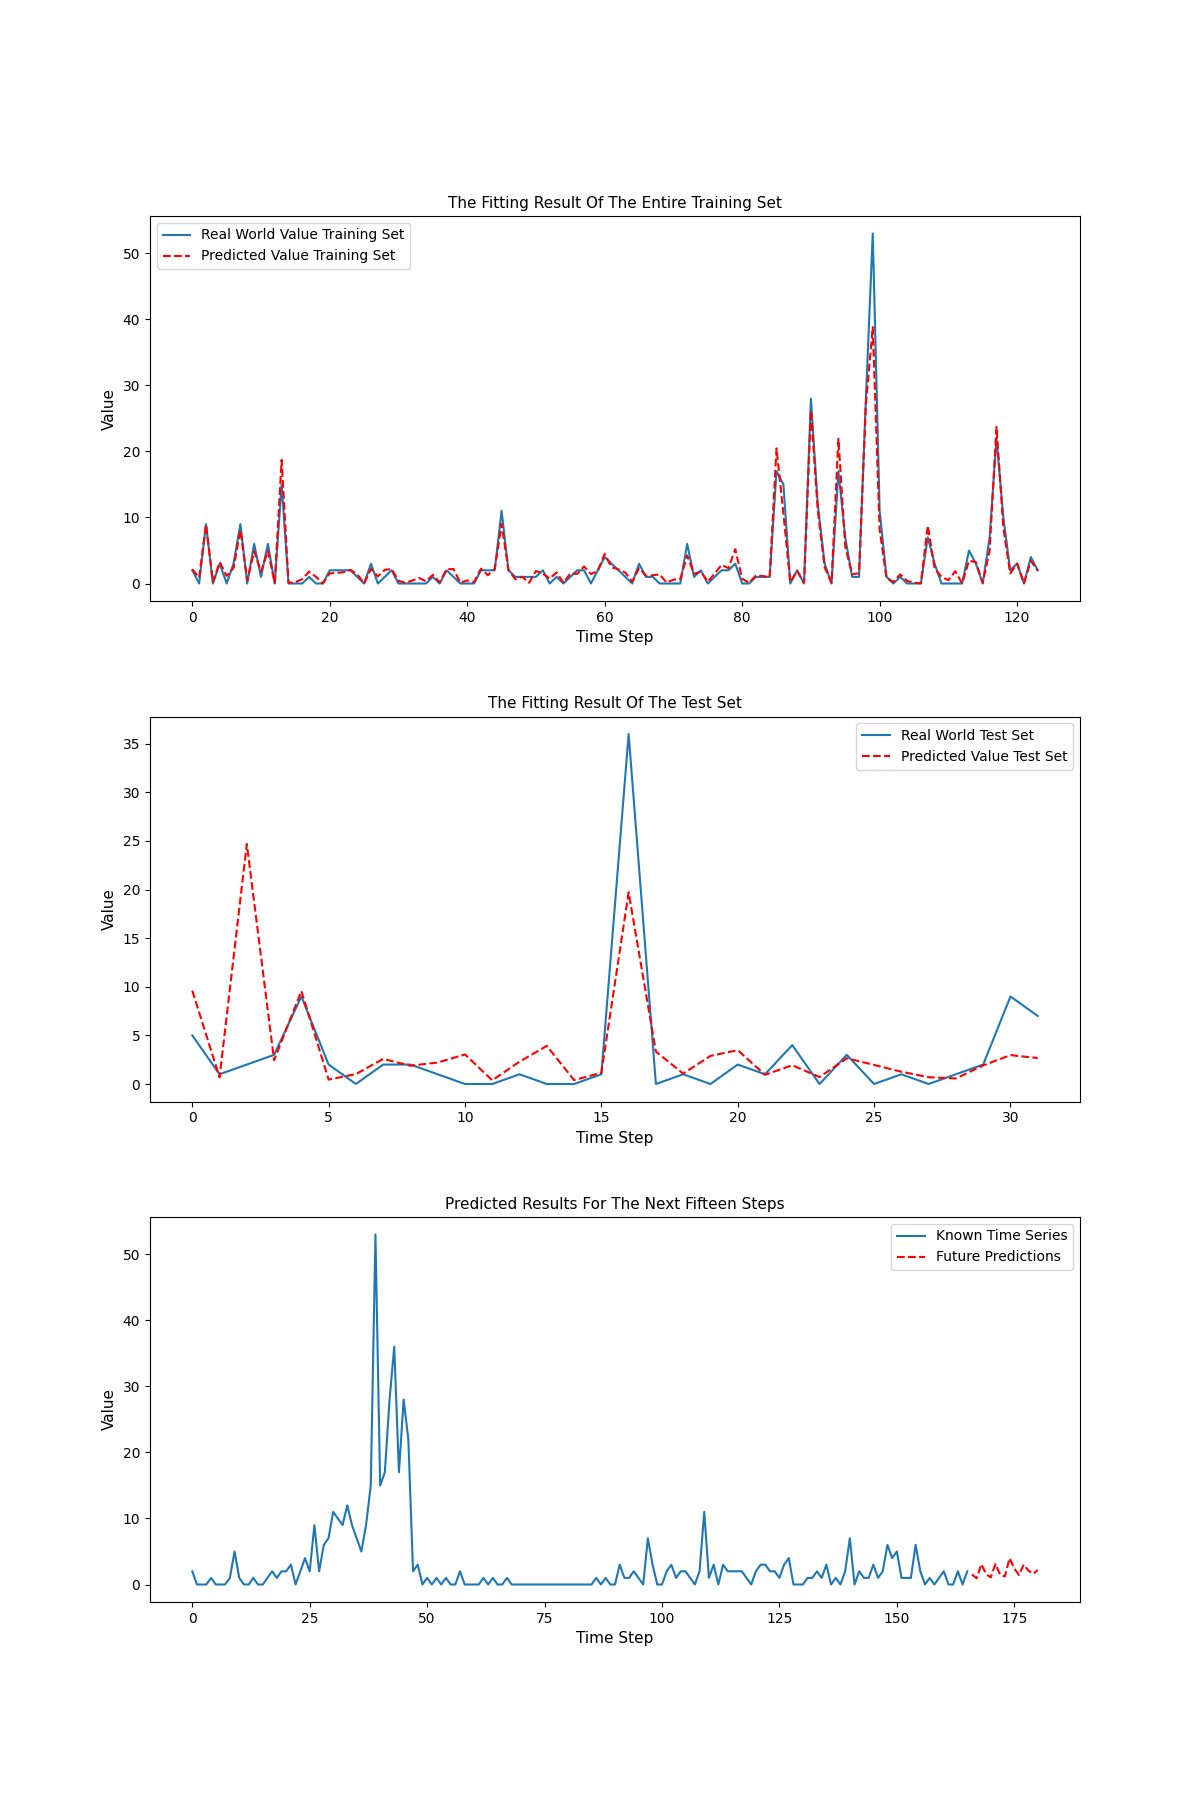 The Fitting Result Of The Entire Training Set
Real World Value Training Set
Predicted Value Training Set
Value
50
40
30
20
10
0
0 20 40 60 80 100 120
Time Step
The Fitting Result Of The Test Set
Real World Test Set
Predicted Value Test Set
Value
35
30
25
20
15
10
5
0
0 5 10 15 20 25 30
Time Step
Predicted Results For The Next Fifteen Steps
Known Time Series
Future Predictions
Value
50
40
30
20
10
0
0 25 50 75 100 125 150 175
Time Step